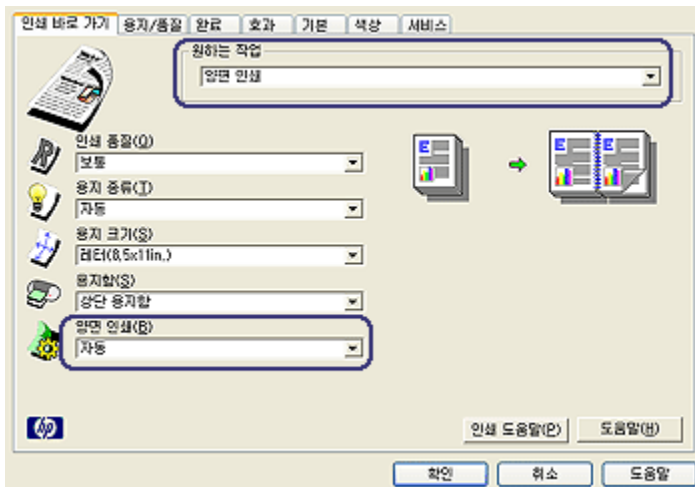 인쇄 바로 가기 용지/품질 완료 효과 기본 색상 서비스
원하는 작업
양면 인쇄
인쇄 품질(Q)
보통
용지 종류(T)
자동
용지 크기(S)
레터(8.5x11in.)
용지함(S)
상단 용지함
양면 인쇄(B)
자동
hp
인쇄 도움말(P) 도움말(H)
확인 취소 도움말